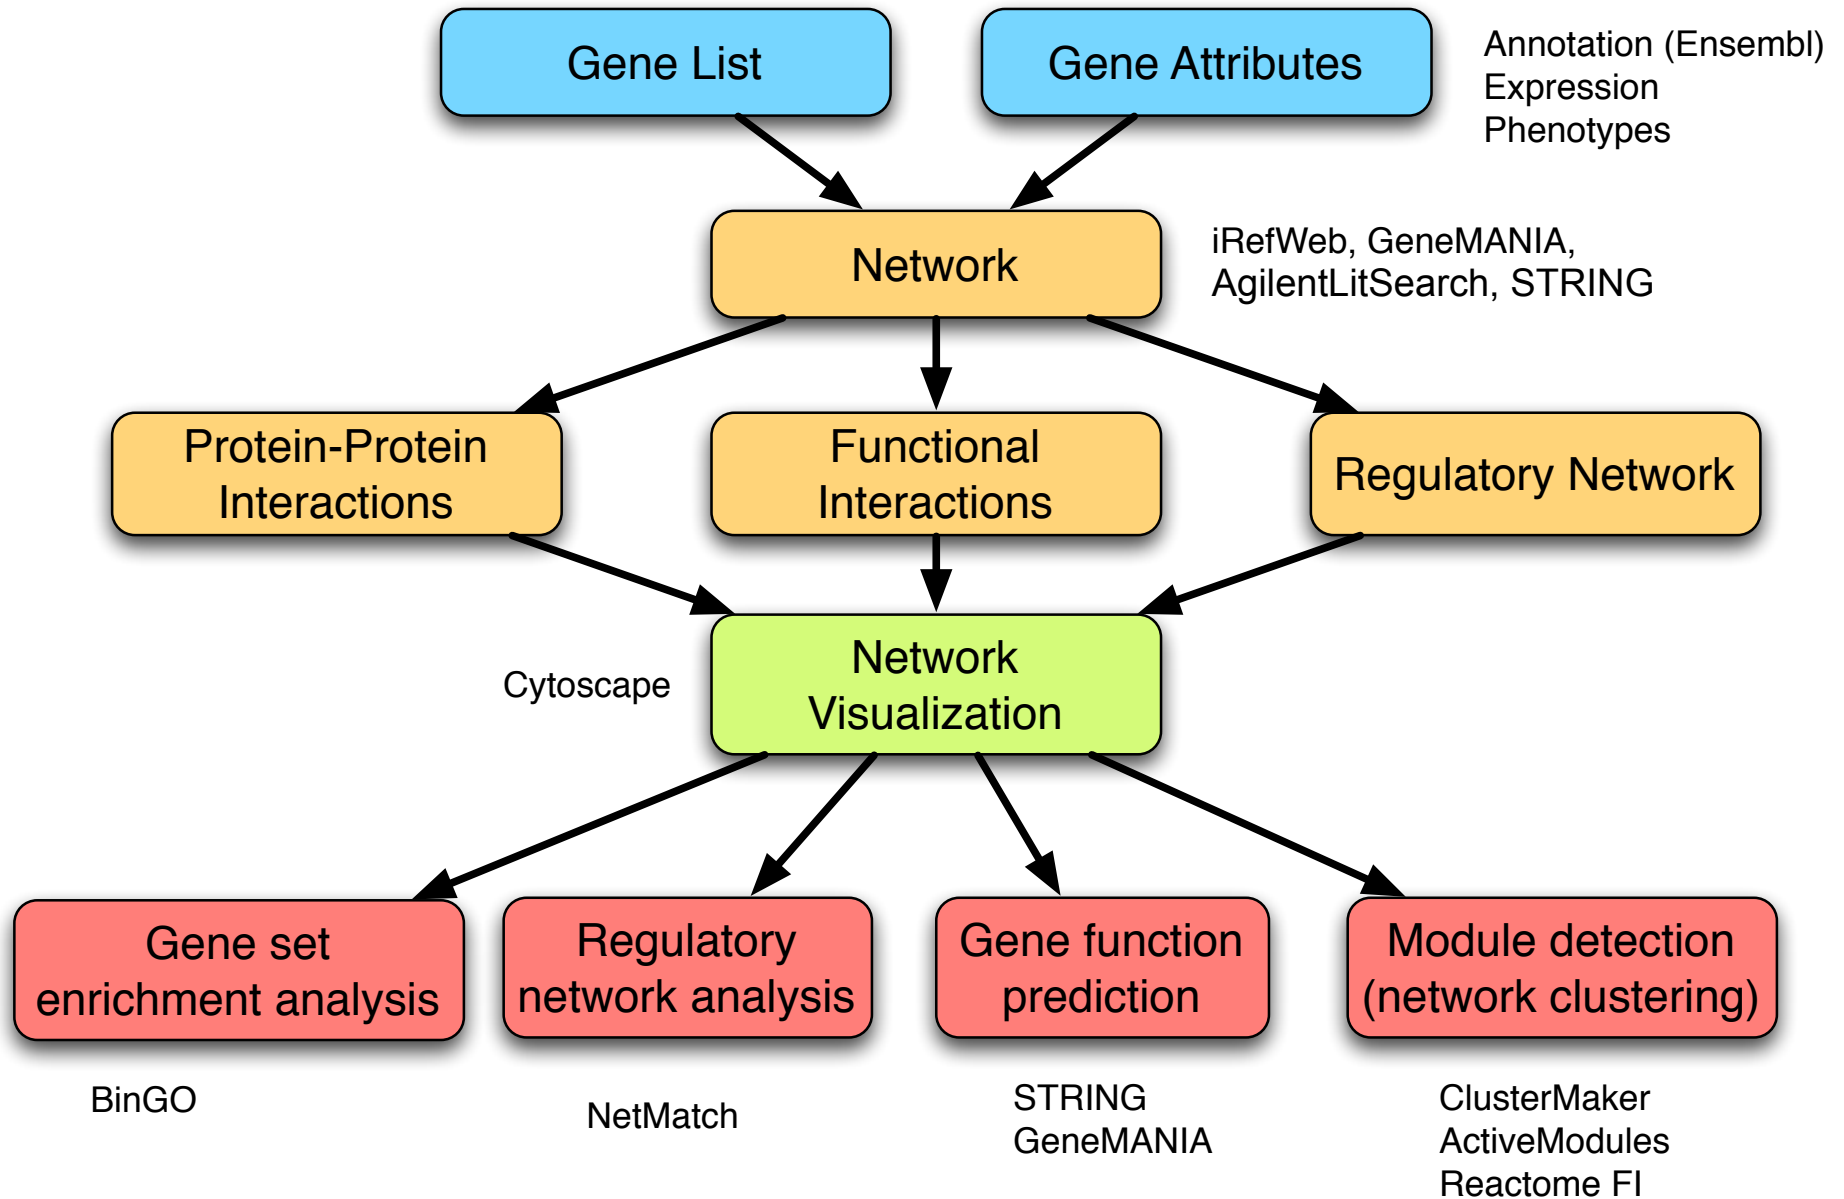 Gene List
Gene Attributes
Annotation (Ensembl)
Expression
Phenotypes
Network
iRefWeb, GeneMANIA,
AgilentLitSearch, STRING
Protein-Protein
Interactions
Functional
Interactions
Regulatory Network
Cytoscape
Network
Visualization
Gene set
enrichment analysis
Regulatory
network analysis
Gene function
prediction
Module detection
(network clustering)
BinGO
NetMatch
STRING
GeneMANIA
ClusterMaker
ActiveModules
Reactome FI